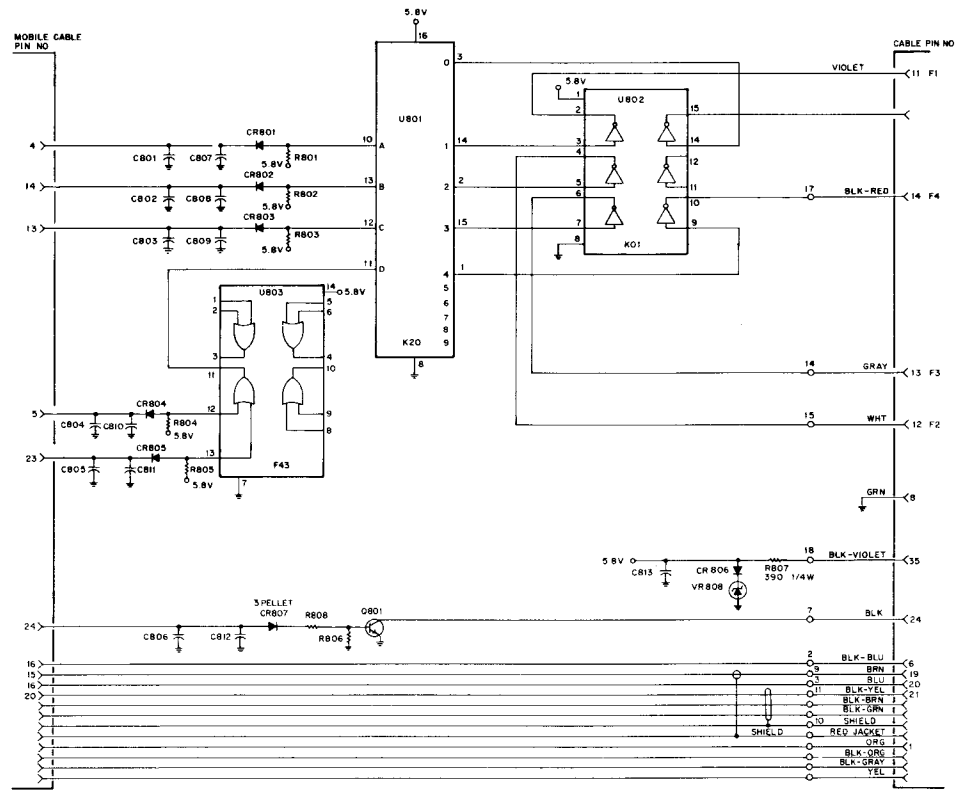 5.8V
16
MOBILE CABLE
PIN NO
CABLE PIN NO
0
3
VIOLET
11 F1
5.8V
1
U802
2
15
U801
CR801
4
10
A
1
14
3
14
C801
C807
R801
5.8V
4
12
CR802
14
13
B
2
2
5
11
C802
C808
R802
5.8V
6
10
17
BLK-RED
14 F4
CR803
13
12
C
3
15
7
9
C803
C809
R803
5.8V
8
K01
11
D
4
1
U803
14
5.8V
5
6
7
8
9
1
2
5
6
K20
8
3
4
11
10
14
GRAY
13 F3
CR804
5
12
9
C804
C810
R804
5.8V
8
15
WHT
12 F2
CR805
23
13
C805
C811
R805
5.8V
F43
7
GRN
8
5.8V
18
BLK-VIOLET
35
C813
CR806
R807
390 1/4W
VR808
3 PELLET
CR807
R808
Q801
7
BLK
24
24
C806
C812
R806
16
2
BLK-BLU
6
15
9
BRN
19
16
3
BLU
20
20
11
BLK-YEL
21
BLK-BRN
BLK-GRN
10
SHIELD
SHIELD
RED JACKET
ORG
1
BLK-ORG
BLK-GRAY
YEL